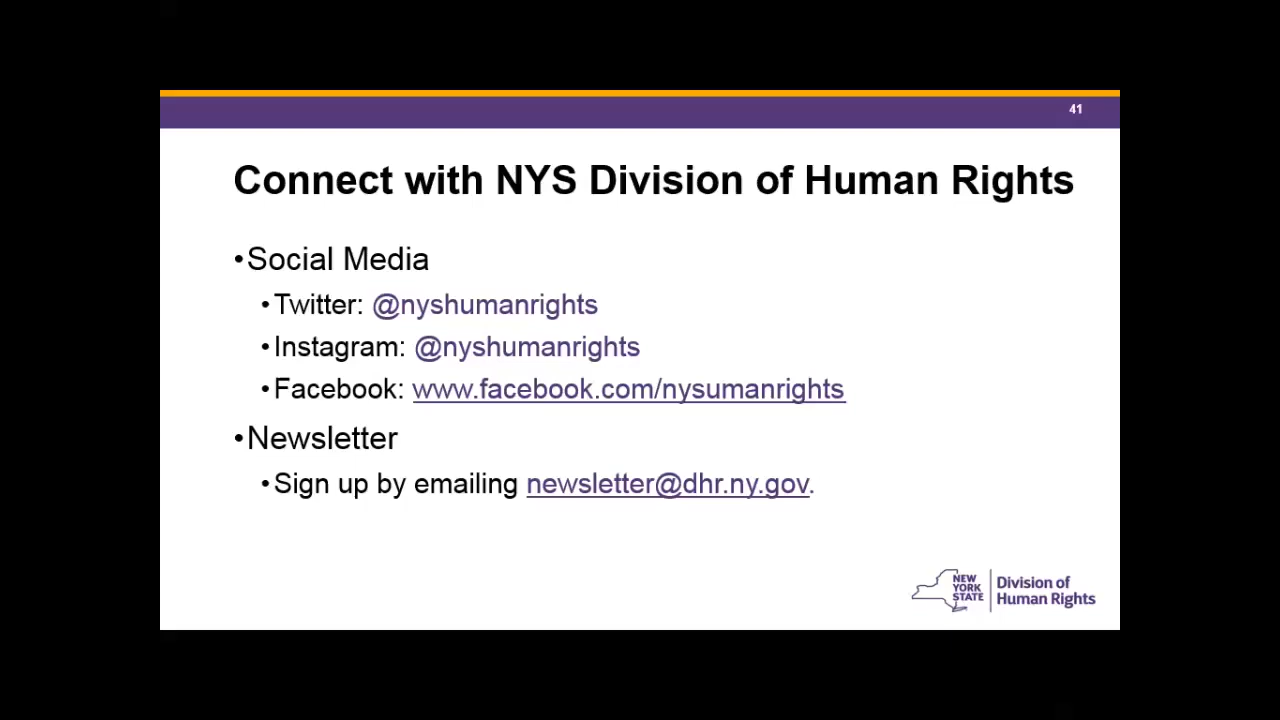 41
Connect with NYS Division of Human Rights
•Social Media
•Twitter: @nyshumanrights
•Instagram: @nyshumanrights
•Facebook: www.facebook.com/nysumanrights
•Newsletter
•Sign up by emailing newsletter@dhr.ny.gov.
NEW
YORK
STATE
Division of
Human Rights